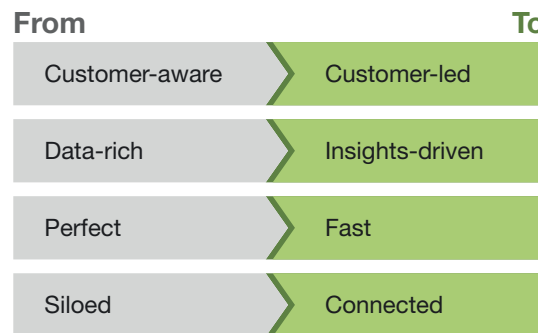 From To
Customer-aware Customer-led
Data-rich Insights-driven
Perfect Fast
Siloed Connected